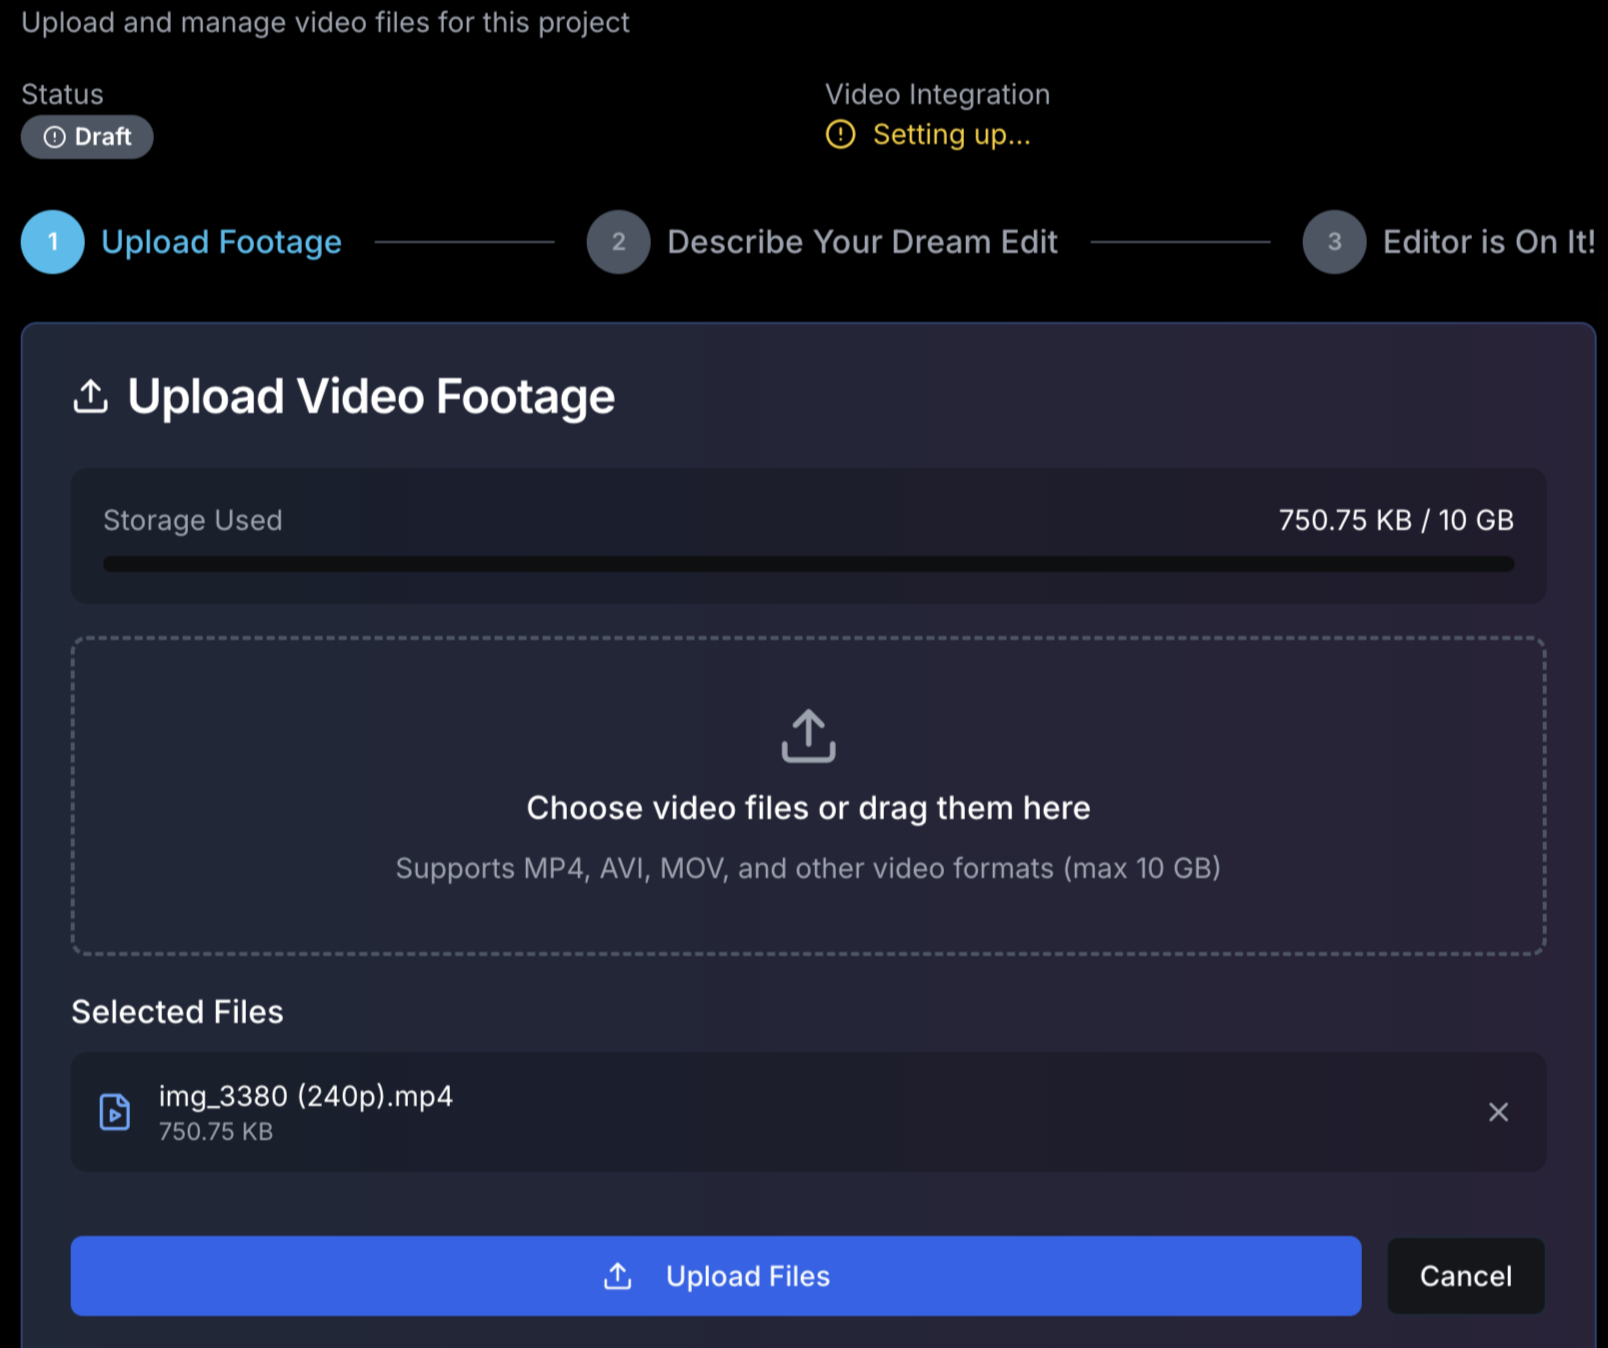 Upload and manage video files for this project
Status
Video Integration
Draft
Setting up...
1
Upload Footage
2
Describe Your Dream Edit
3
Editor is On It!
Upload Video Footage
Storage Used
750.75 KB / 10 GB
Choose video files or drag them here
Supports MP4, AVI, MOV, and other video formats (max 10 GB)
Selected Files
img_3380 (240p).mp4
750.75 KB
Upload Files
Cancel